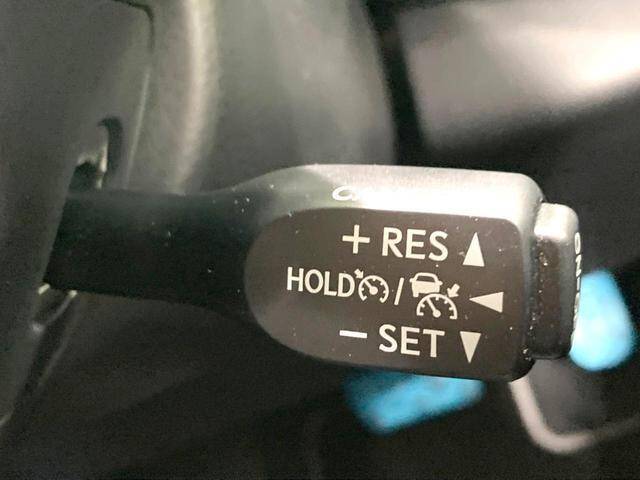 + RES ▲
HOLD / ◀
− SET ▼